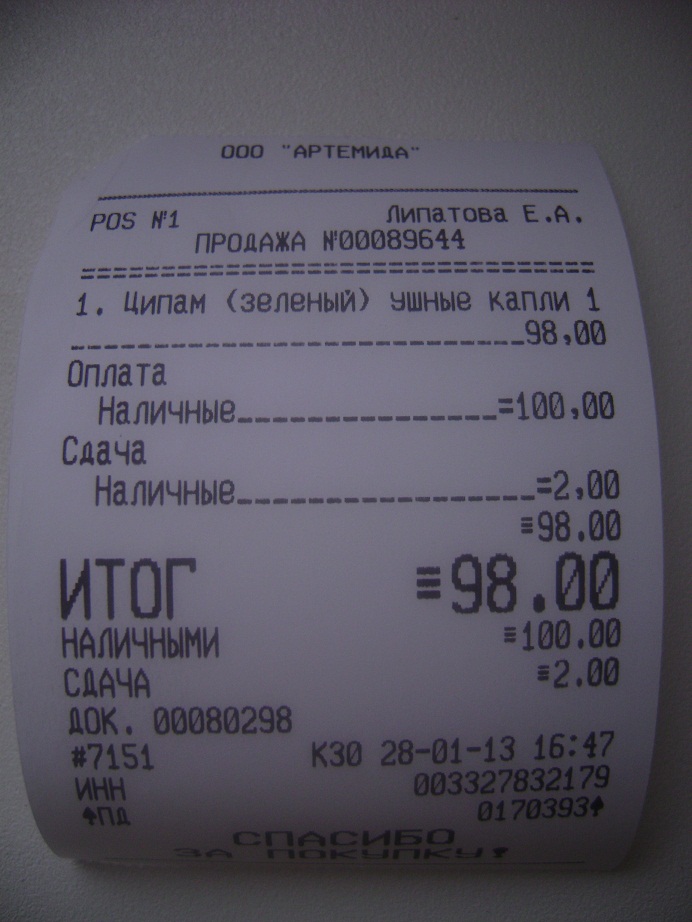 ООО "АРТЕМИДА"
POS №1 Липатова Е.А.
ПРОДАЖА №00089644
1. Ципам (зеленый) ушные капли 1
98,00
Оплата
Наличные =100,00
Сдача
Наличные =2,00
≡98.00
ИТОГ ≡98.00
НАЛИЧНЫМИ ≡100.00
СДАЧА ≡2.00
ДОК. 00080298
#7151 К30 28-01-13 16:47
ИНН 003327832179
♠ПД 0170393♠
СПАСИБО
ЗА ПОКУПКУ!